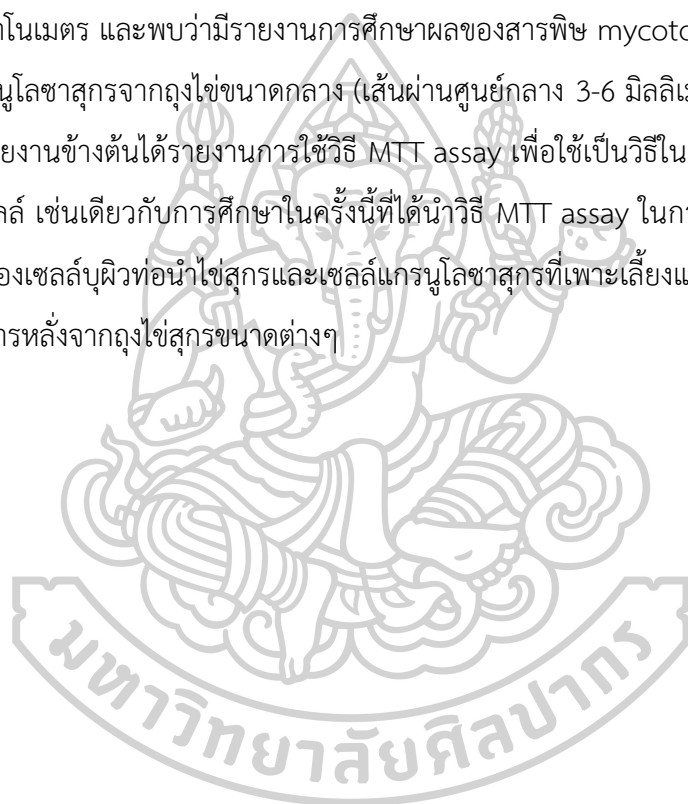 าโนเมตร และพบว่ามีรายงานการศึกษาผลของสารพิษ mycoto
นูโลซาสุกรจากถุงไข่ขนาดกลาง (เส้นผ่านศูนย์กลาง 3-6 มิลลิเม
ยงานข้างต้นได้รายงานการใช้วิธี MTT assay เพื่อใช้เป็นวิธีใน
ลล์ เช่นเดียวกับการศึกษาในครั้งนี้ที่ได้นำวิธี MTT assay ในกา
องเซลล์บุผิวท่อนำไข่สุกรและเซลล์แกรนูโลซาสุกรที่เพาะเลี้ยงแ
ารหลั่งจากถุงไข่สุกรขนาดต่างๆ
มหาวิทยาลัยศิลปากร